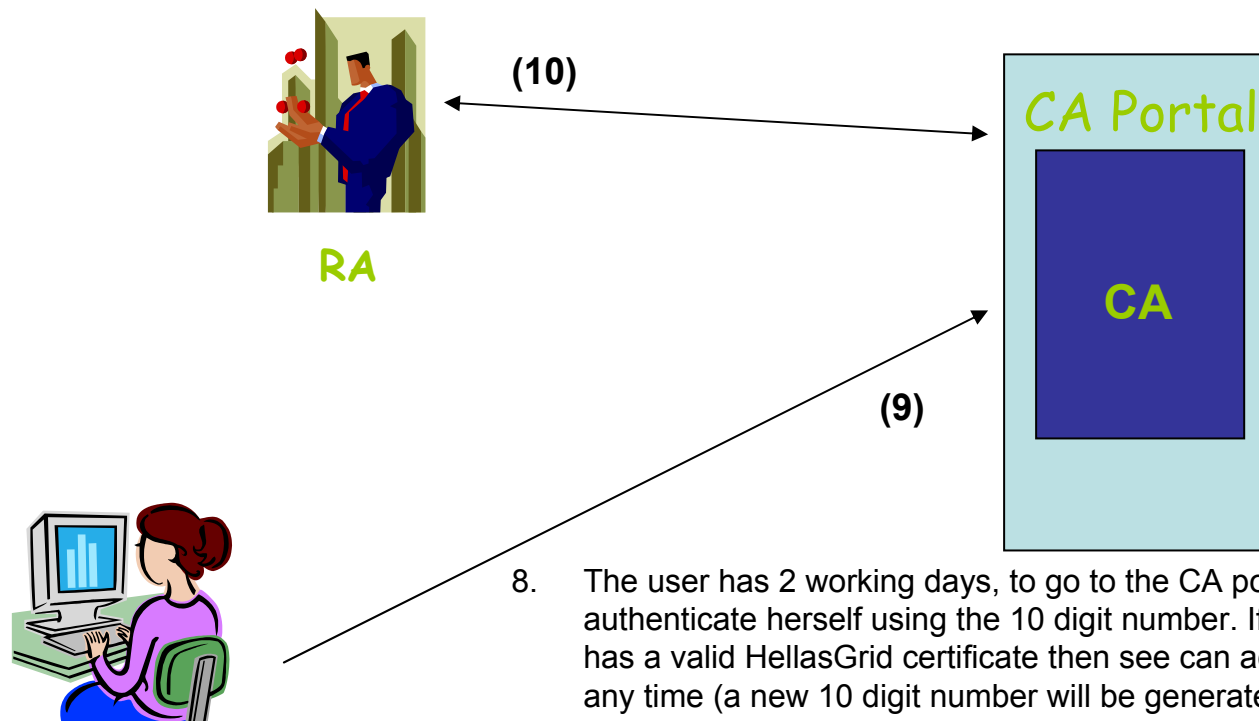 (10)
CA Portal
RA
CA
(9)
8. The user has 2 working days, to go to the CA
authenticate herself using the 10 digit number.
has a valid HellasGrid certificate then see can
any time (a new 10 digit number will be